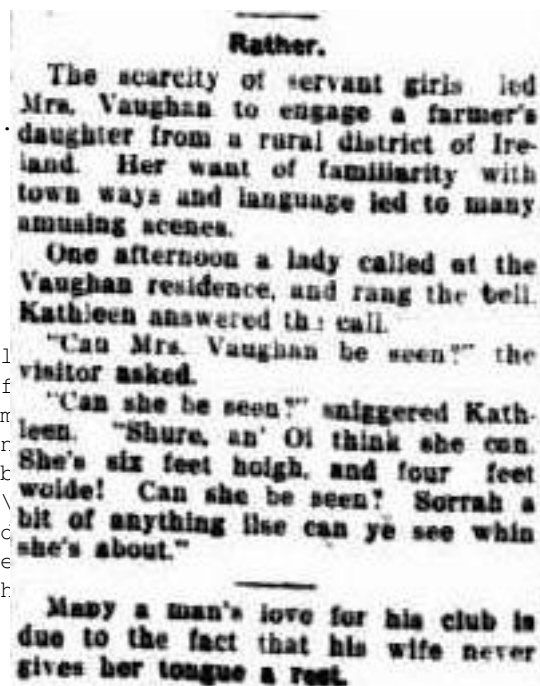 Rather.
The scarcity of servant girls led
Mrs. Vaughan to engage a farmer's
daughter from a rural district of Ire-
land. Her want of familiarity with
town ways and language led to many
amusing scenes.
One afternoon a lady called at the
Vaughan residence, and rang the bell.
Kathleen answered the call.
"Can Mrs. Vaughan be seen?" the
visitor asked.
"Can she be seen?" sniggered Kath-
leen. "Shure, an' Oi think she can.
She's six feet hoigh, and four feet
woide! Can she be seen? Sorrah a
bit of anything ilse can ye see whin
she's about."
Many a man's love for his club is
due to the fact that his wife never
gives her tongue a rest.